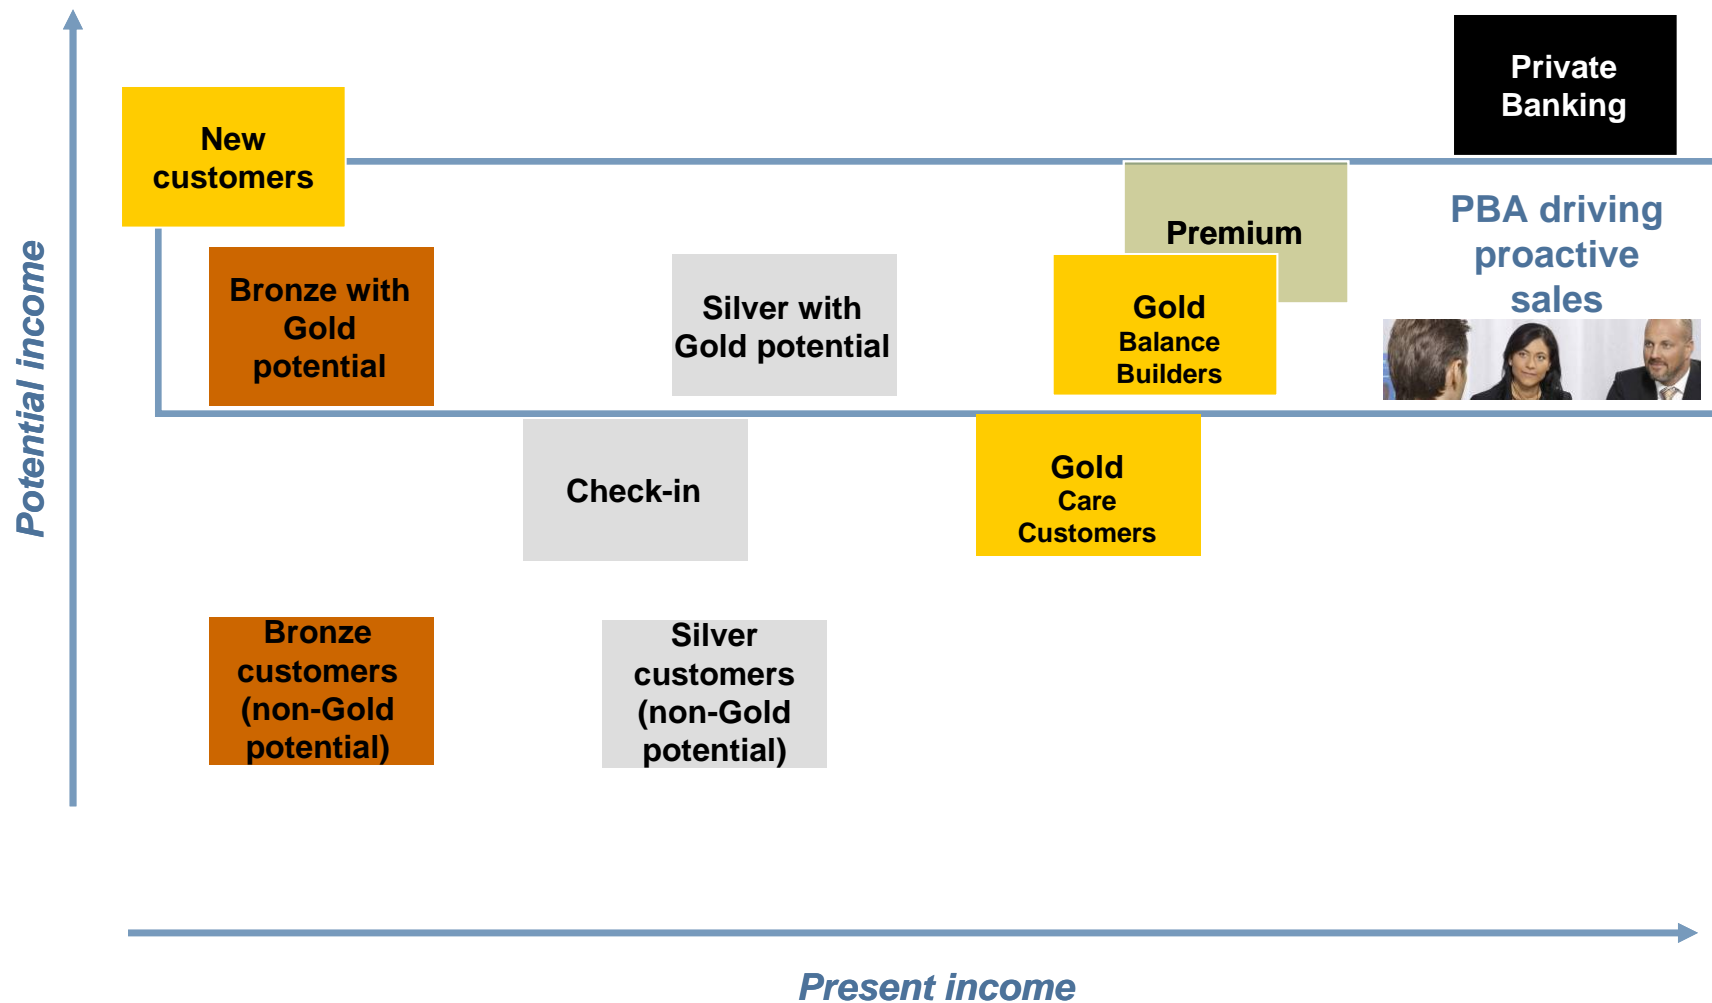 Private
Banking
New
customers
PBA driving
proactive
sales
Premium
Bronze with
Gold
potential
Silver with
Gold potential
Gold
Balance
Builders
Potential income
Check-in
Gold
Care
Customers
Bronze
customers
(non-Gold
potential)
Silver
customers
(non-Gold
potential)
Present income